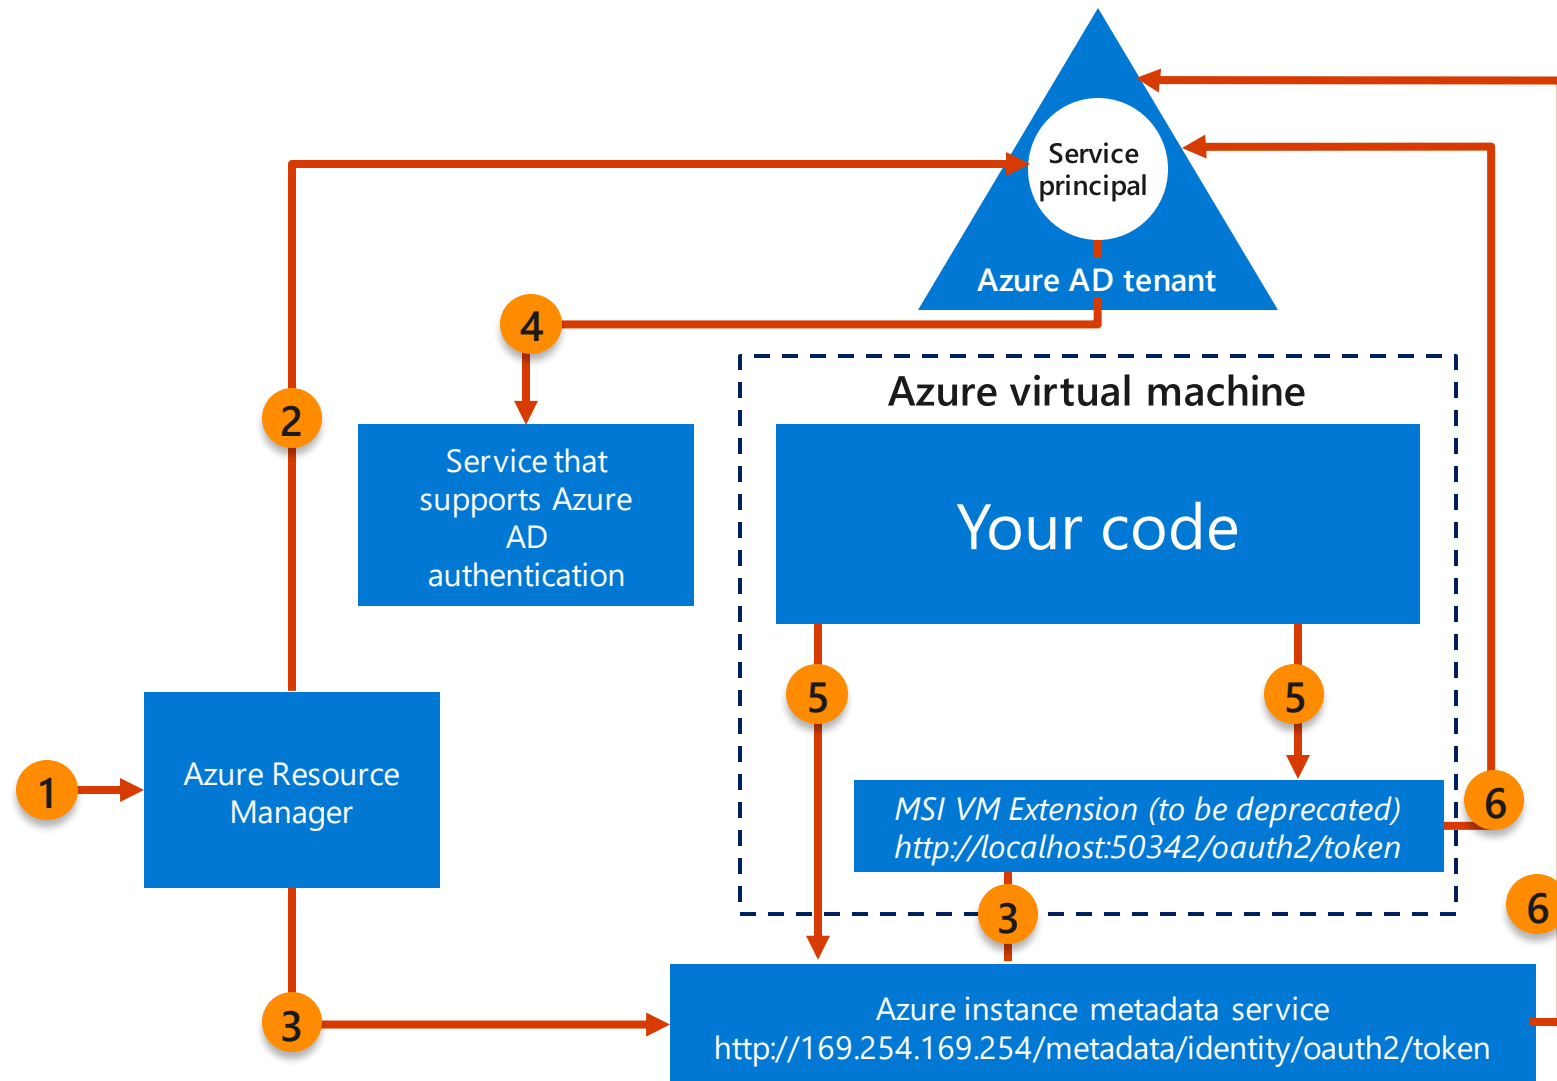 Service
principal
Azure AD tenant
4
Azure virtual machine
2
Service that
supports Azure
AD
authentication
Your code
5
5
1
Azure Resource
Manager
MSI VM Extension (to be deprecated)
http://localhost:50342/oauth2/token
6
6
3
3
Azure instance metadata service
http://169.254.169.254/metadata/identity/oauth2/token